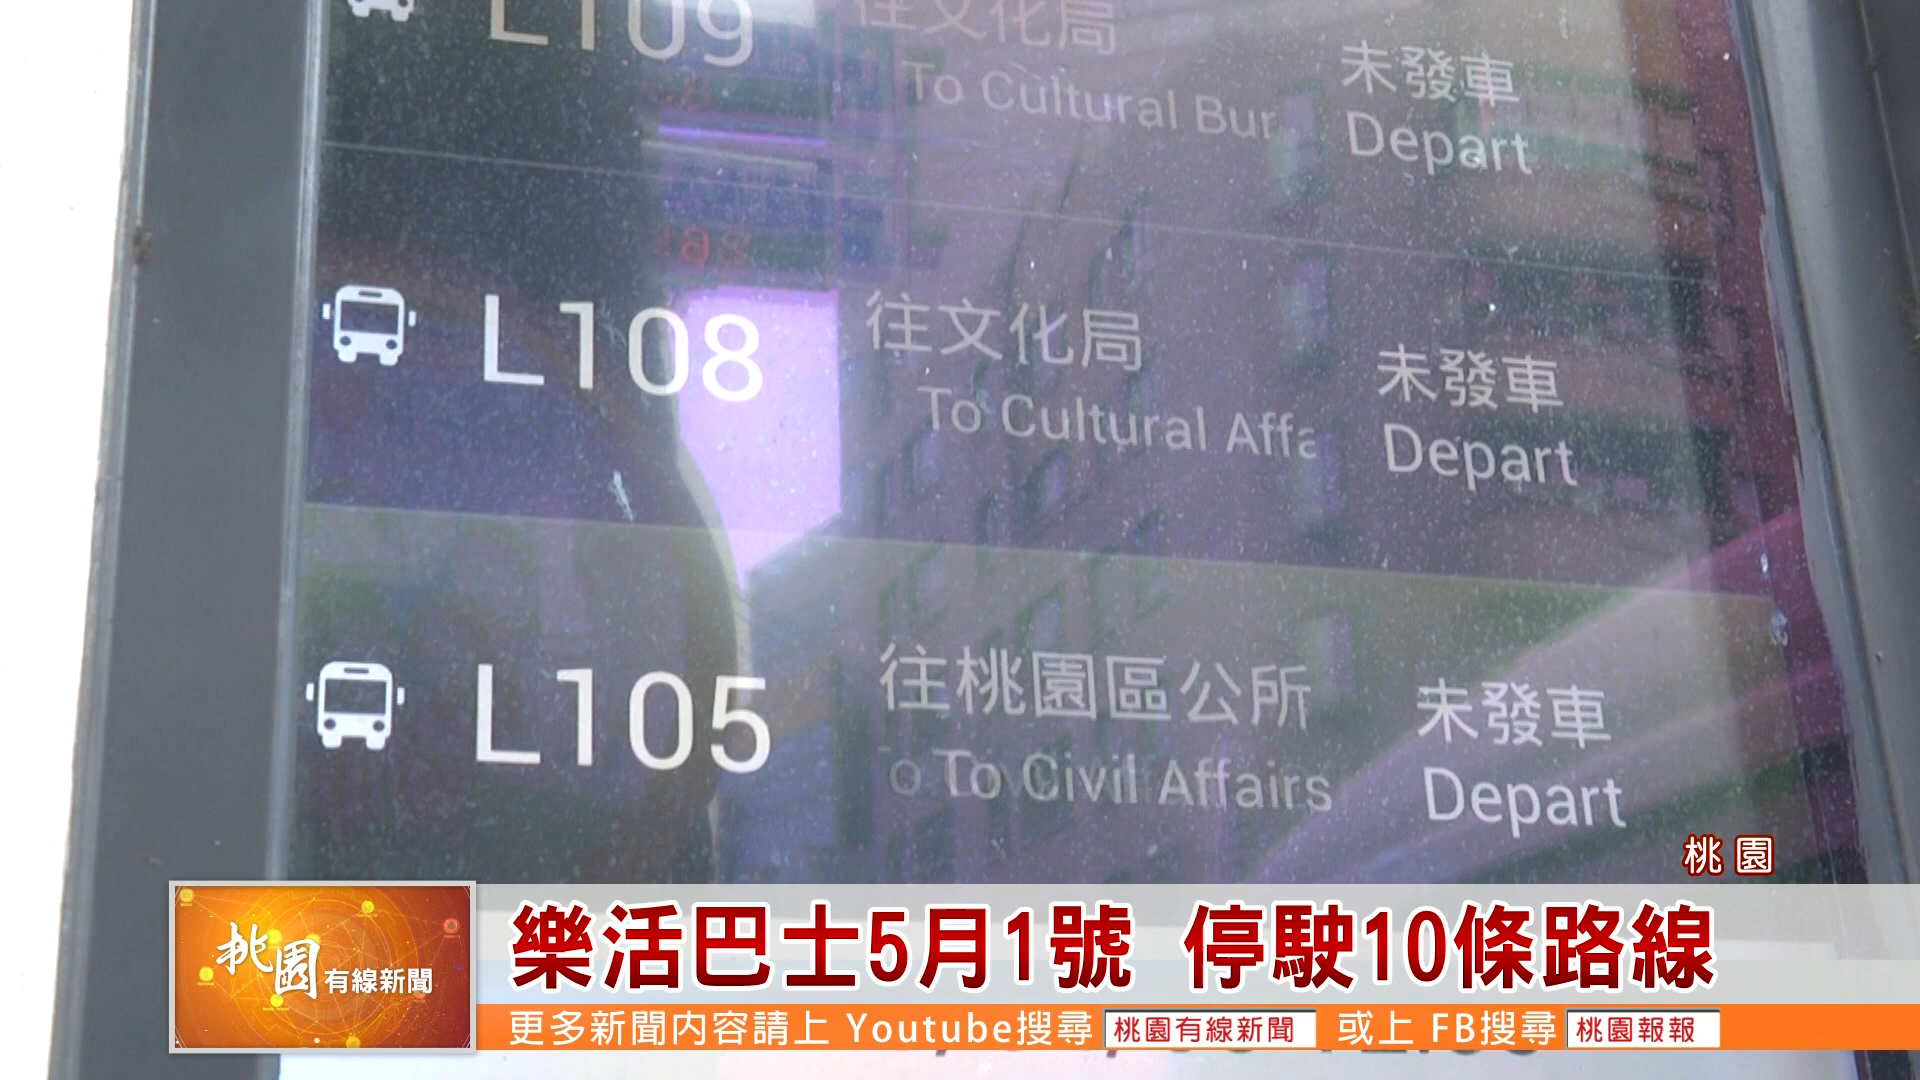 L109
往文化局
To Cultural Bur
未發車
Depart
L108
往文化局
To Cultural Affa
未發車
Depart
L105
往桃園區公所
To Civil Affairs
未發車
Depart
桃園
桃園有線新聞
樂活巴士5月1號 停駛10條路線
更多新聞內容請上 Youtube搜尋 桃園有線新聞 或上 FB搜尋 桃園報報